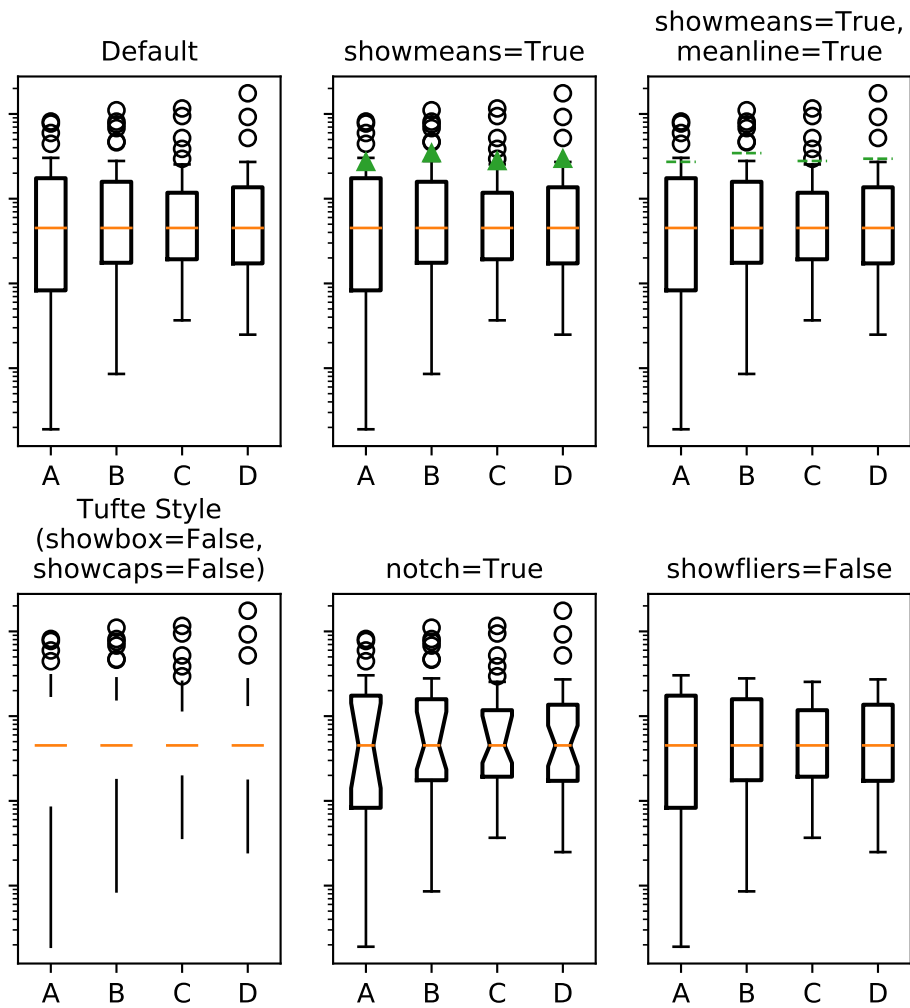 Default
showmeans=True
showmeans=True,
meanline=True
A B C D
A B C D
A B C D
Tufte Style
(showbox=False,
showcaps=False)
notch=True
showfliers=False
A B C D
A B C D
A B C D